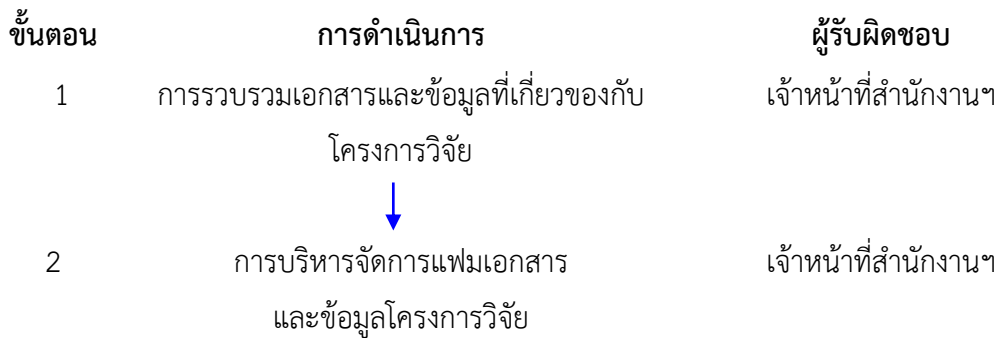 ขั้นตอน การดำเนินการ ผู้รับผิดชอบ
1 การรวบรวมเอกสารและข้อมูลที่เกี่ยวของกับ เจ้าหน้าที่สำนักงานฯ
โครงการวิจัย
2 การบริหารจัดการแฟมเอกสาร เจ้าหน้าที่สำนักงานฯ
และข้อมูลโครงการวิจัย